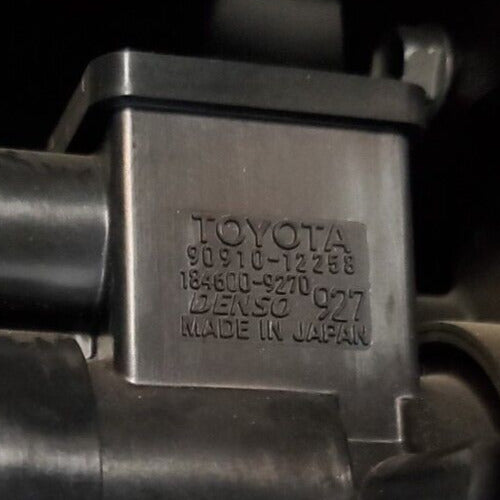 TOYOTA
90910-12258
184600-9270
DENSO 927
MADE IN JAPAN